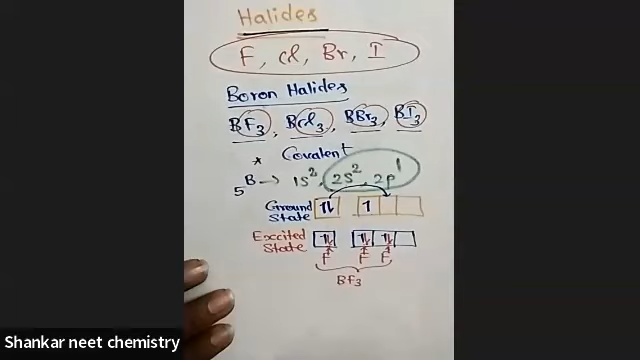 Halides
F, Cl, Br, I
Boron Halides
BF3, BCl3, BBr3, BI3
* Covalent
5B → 1s², 2s², 2p¹
Ground State
Excited State
F F F
BF3
Shankar neet chemistry